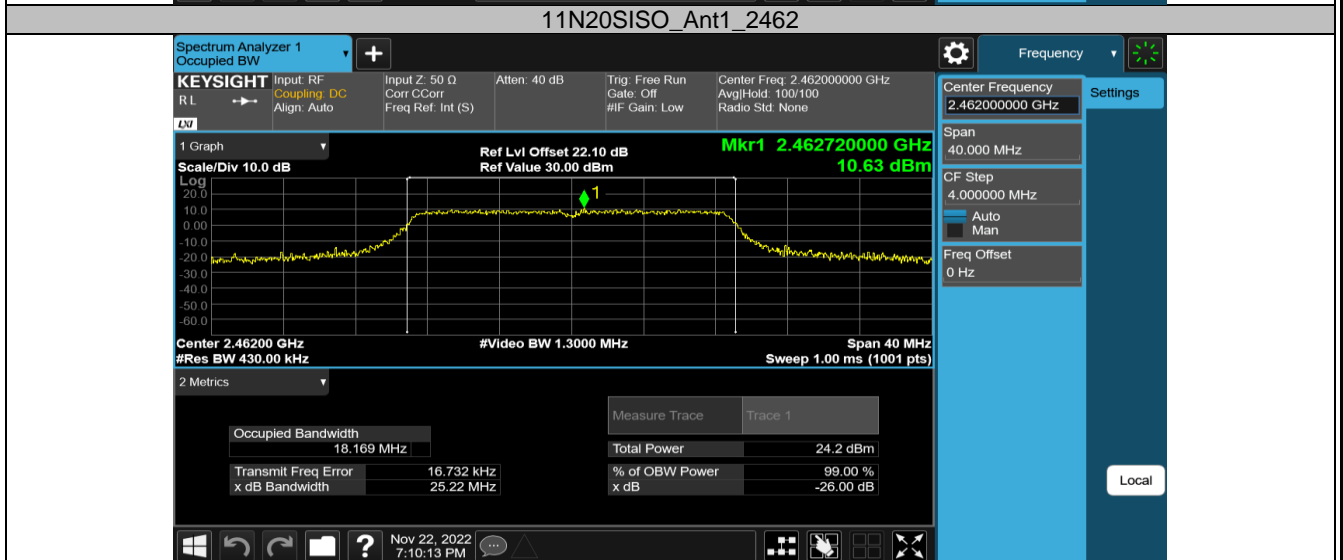 11N20SISO_Ant1_2462
Spectrum Analyzer 1
Occupied BW
+
Frequency
KEYSIGHT
R L
LXI
Input: RF
Coupling: DC
Align: Auto
Input Z: 50 Ω
Corr CCorr
Freq Ref: Int (S)
Atten: 40 dB
Trig: Free Run
Gate: Off
#IF Gain: Low
Center Freq: 2.462000000 GHz
Avg|Hold: 100/100
Radio Std: None
Center Frequency
2.462000000 GHz
Settings
Span
40.000 MHz
CF Step
4.000000 MHz
Auto
Man
Freq Offset
0 Hz
1 Graph
Scale/Div 10.0 dB
Ref Lvl Offset 22.10 dB
Ref Value 30.00 dBm
Mkr1 2.462720000 GHz
10.63 dBm
Log
20.0
10.0
0.00
-10.0
-20.0
-30.0
-40.0
-50.0
-60.0
1
Center 2.46200 GHz
#Video BW 1.3000 MHz
Span 40 MHz
#Res BW 430.00 kHz
Sweep 1.00 ms (1001 pts)
2 Metrics
Measure Trace
Trace 1
Occupied Bandwidth
18.169 MHz
Total Power
24.2 dBm
Transmit Freq Error
16.732 kHz
% of OBW Power
99.00 %
x dB Bandwidth
25.22 MHz
x dB
-26.00 dB
Local
?
Nov 22, 2022
7:10:13 PM